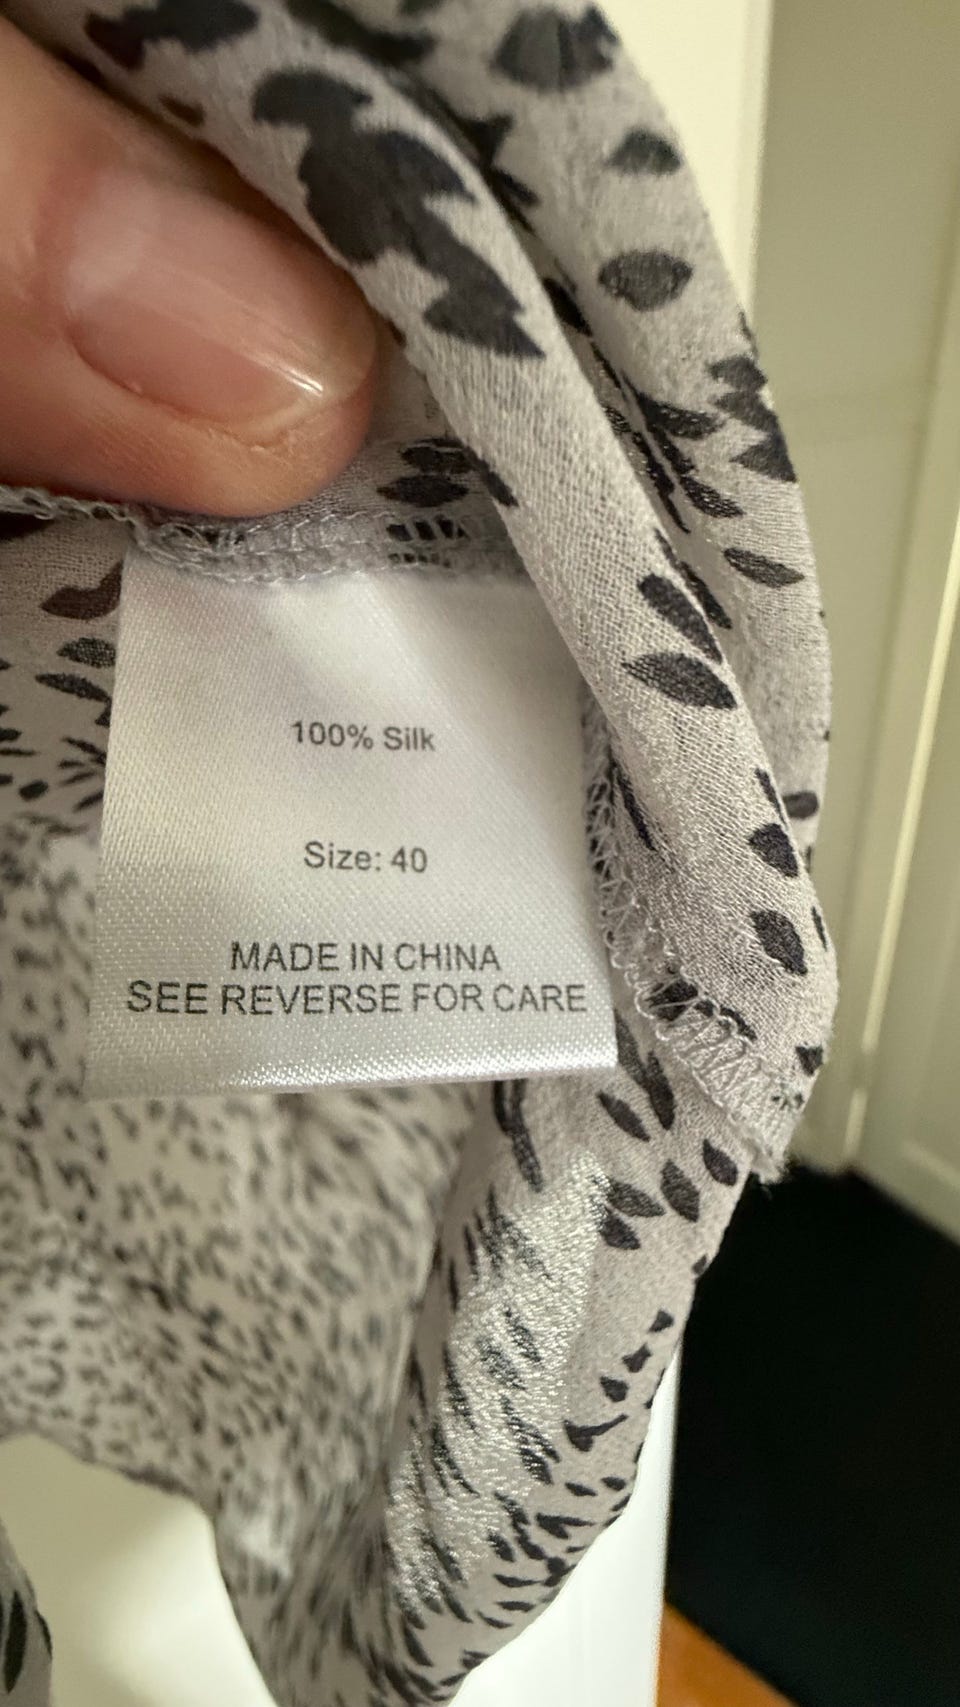 100% Silk
Size: 40
MADE IN CHINA
SEE REVERSE FOR CARE